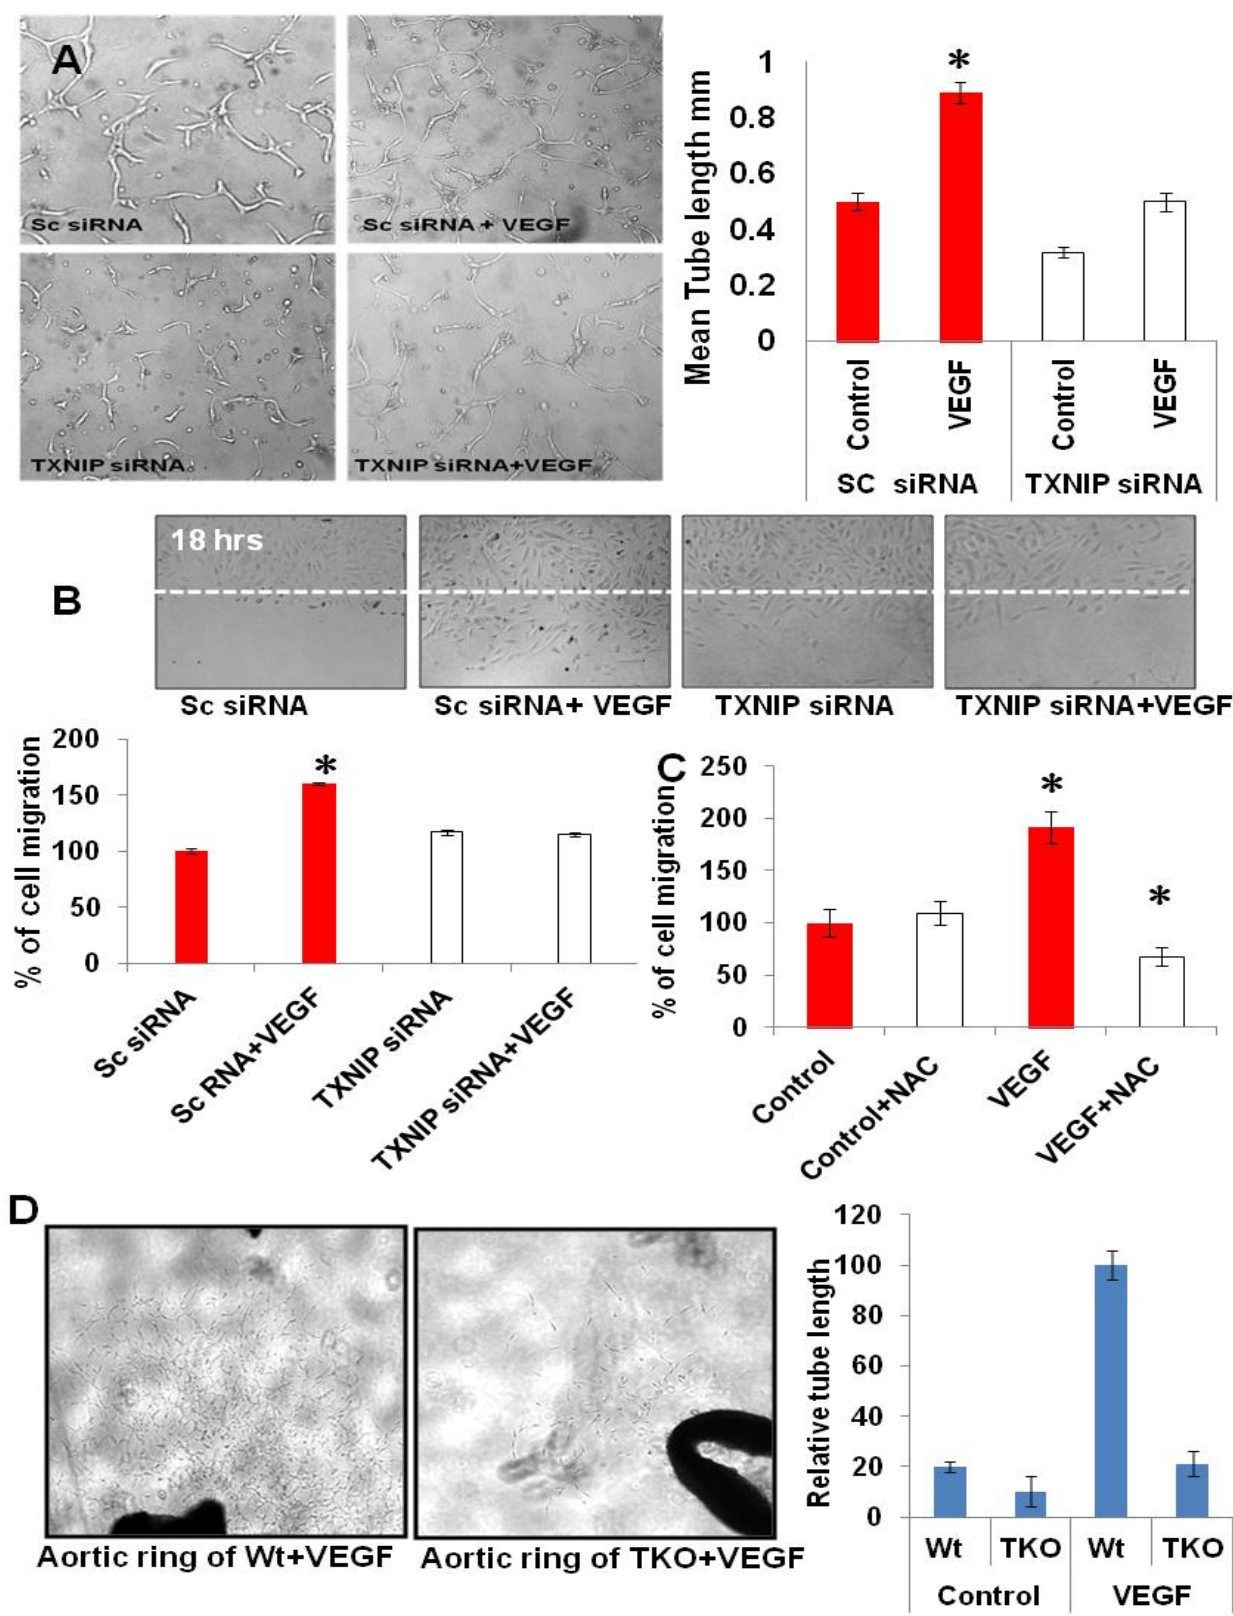 A
Sc siRNA
Sc siRNA + VEGF
TXNIP siRNA
TXNIP siRNA+VEGF
Mean Tube length mm
1
0.8
0.6
0.4
0.2
0
*
Control
VEGF
Control
VEGF
SC siRNA
TXNIP siRNA
B
18 hrs
Sc siRNA
Sc siRNA+ VEGF
TXNIP siRNA
TXNIP siRNA+VEGF
% of cell migration
200
150
100
50
0
*
Sc siRNA
Sc RNA+VEGF
TXNIP siRNA
TXNIP siRNA+VEGF
C
% of cell migration
250
200
150
100
50
0
*
*
Control
Control+NAC
VEGF
VEGF+NAC
D
Aortic ring of Wt+VEGF
Aortic ring of TKO+VEGF
Relative tube length
120
100
80
60
40
20
0
Wt
TKO
Wt
TKO
Control
VEGF